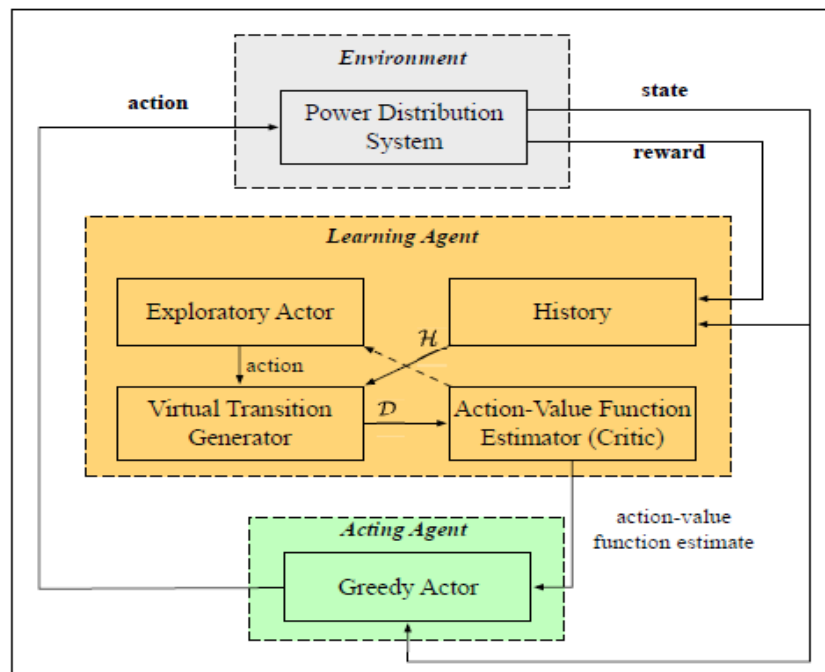 Environment
action
state
Power Distribution
System
reward
Learning Agent
Exploratory Actor
History
ℋ
action
Virtual Transition
Generator
𝒟
Action-Value Function
Estimator (Critic)
action-value
function estimate
Acting Agent
Greedy Actor